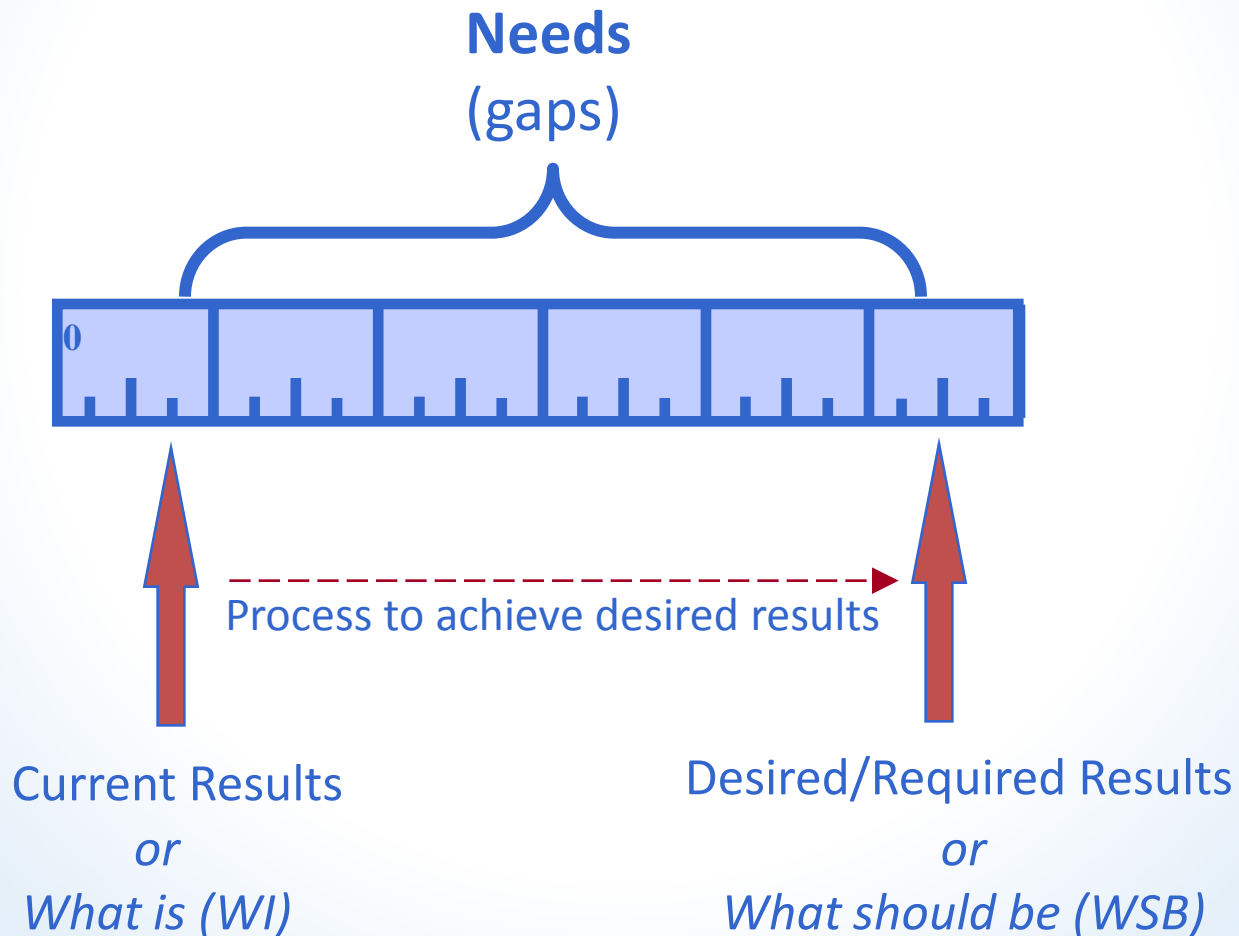 Needs
(gaps)
0
Process to achieve desired results
Current Results
or
What is (WI)
Desired/Required Results
or
What should be (WSB)